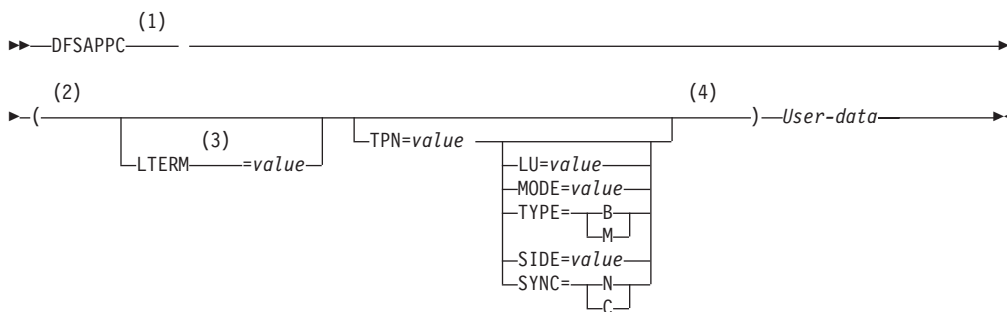 (1)
DFSAPPC
(2) (4)
( ) User-data
(3)
LTERM =value
TPN=value
LU=value
MODE=value
TYPE= B
M
SIDE=value
SYNC= N
C